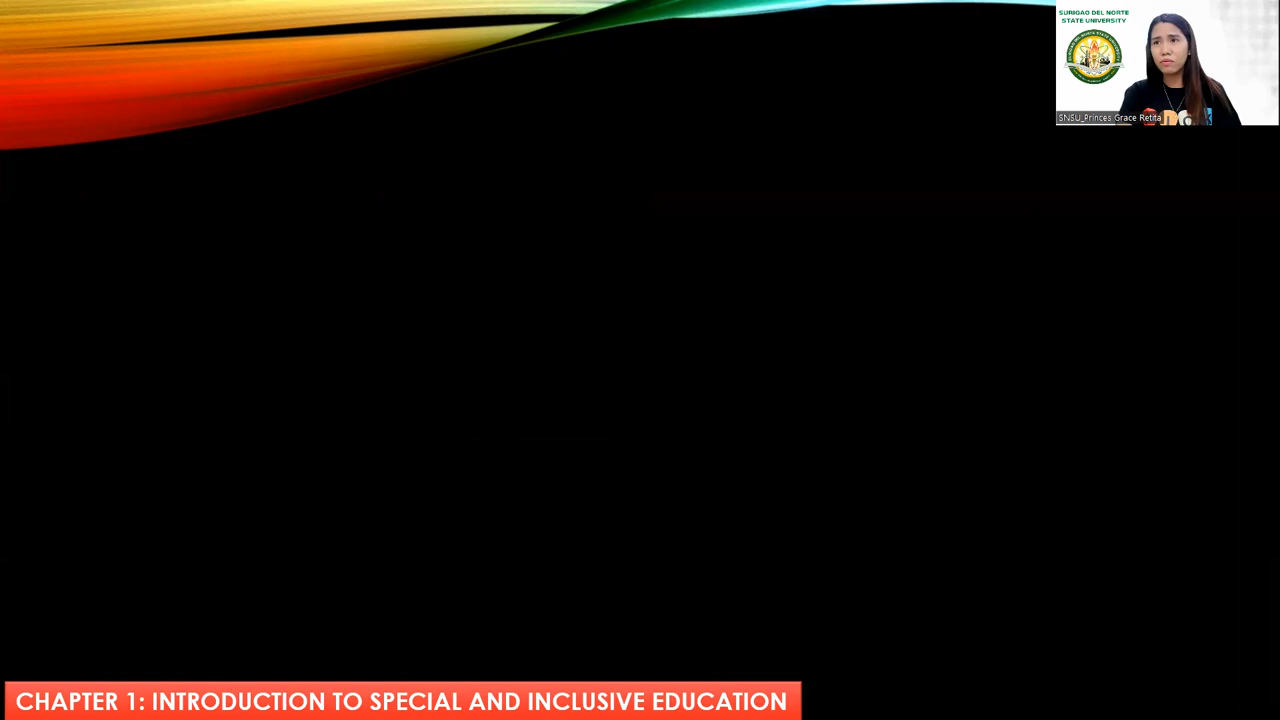 SURIGAO DEL NORTE
STATE UNIVERSITY
SNSU_Princes Grace Retita
CHAPTER 1: INTRODUCTION TO SPECIAL AND INCLUSIVE EDUCATION